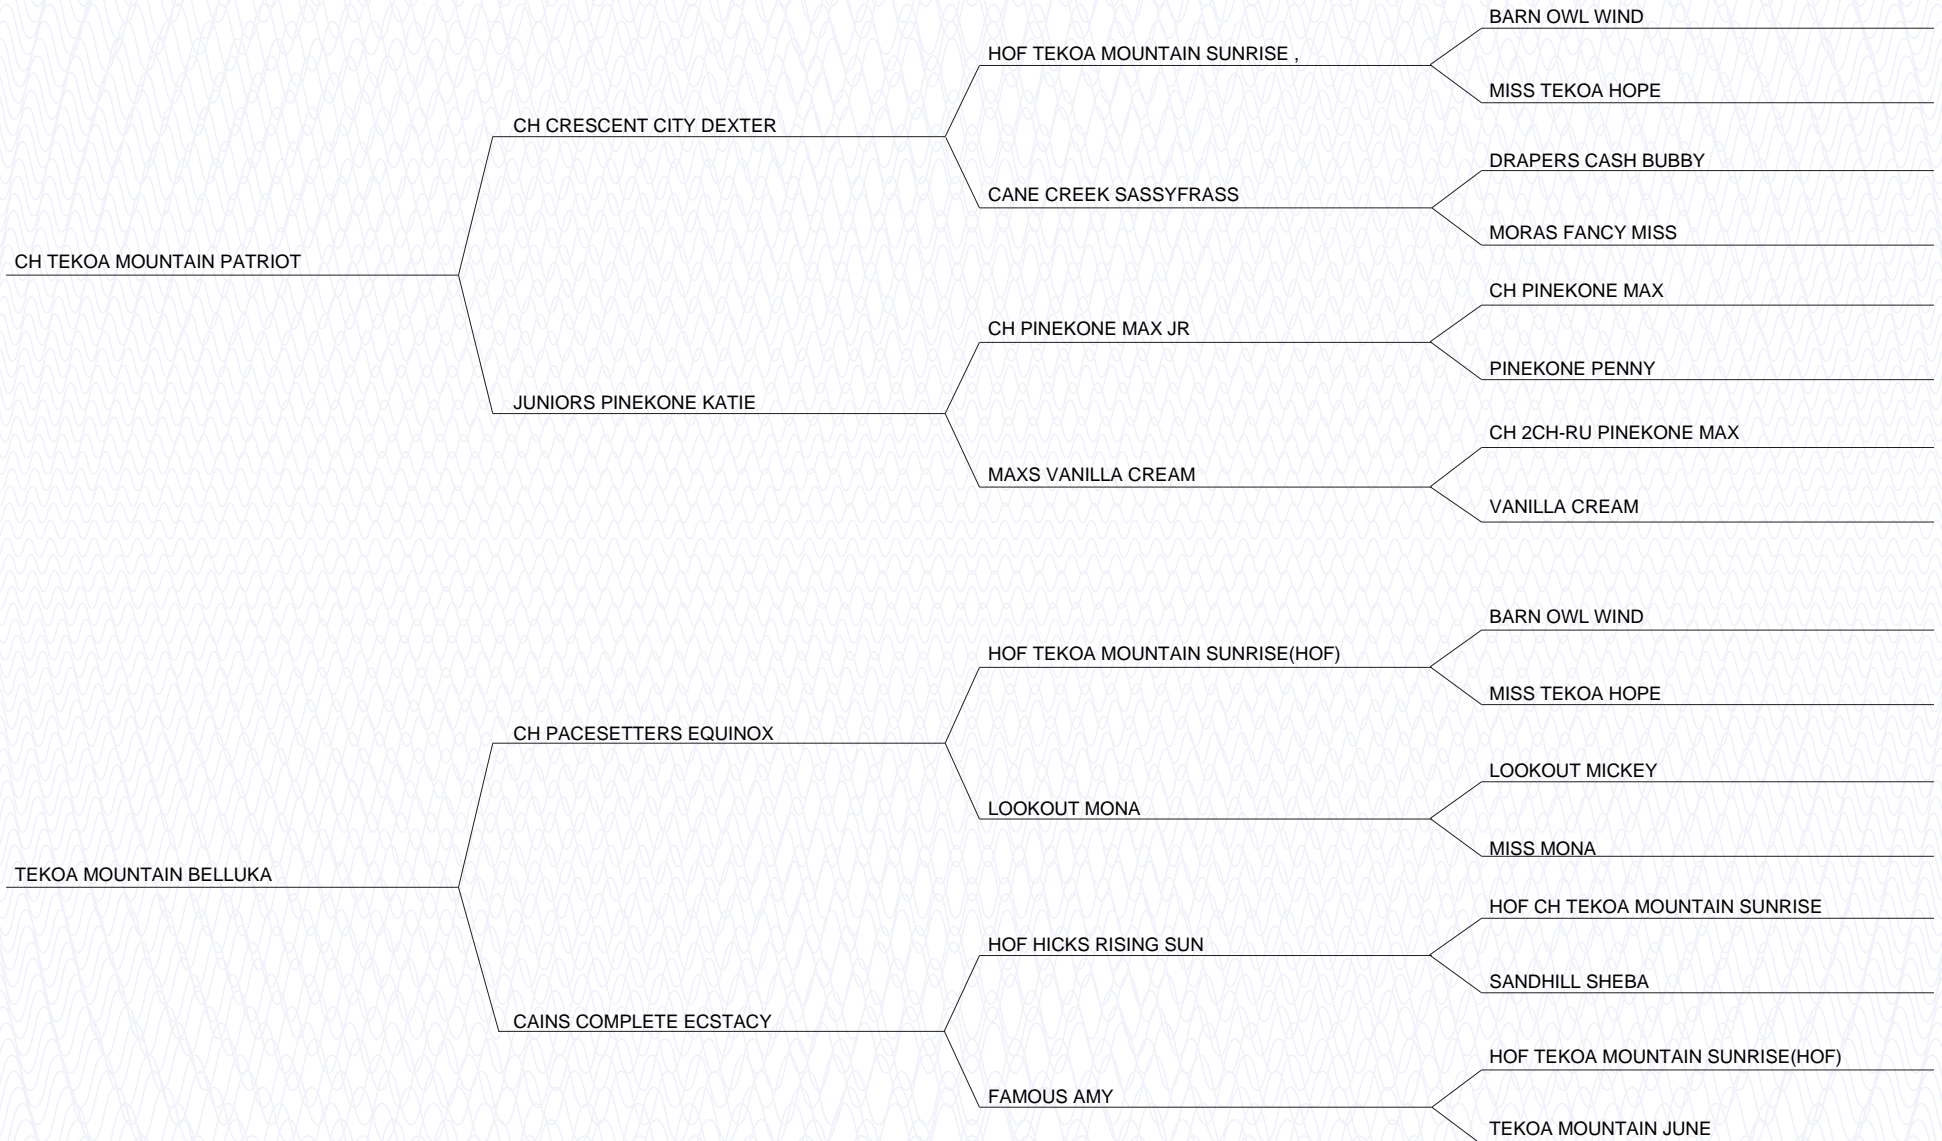 BARN OWL WIND
HOF TEKOA MOUNTAIN SUNRISE ,
MISS TEKOA HOPE
CH CRESCENT CITY DEXTER
DRAPERS CASH BUBBY
CANE CREEK SASSYFRASS
MORAS FANCY MISS
CH TEKOA MOUNTAIN PATRIOT
CH PINEKONE MAX
CH PINEKONE MAX JR
PINEKONE PENNY
JUNIORS PINEKONE KATIE
CH 2CH-RU PINEKONE MAX
MAXS VANILLA CREAM
VANILLA CREAM
BARN OWL WIND
HOF TEKOA MOUNTAIN SUNRISE(HOF)
MISS TEKOA HOPE
CH PACESETTERS EQUINOX
LOOKOUT MICKEY
LOOKOUT MONA
MISS MONA
TEKOA MOUNTAIN BELLUKA
HOF CH TEKOA MOUNTAIN SUNRISE
HOF HICKS RISING SUN
SANDHILL SHEBA
CAINS COMPLETE ECSTACY
HOF TEKOA MOUNTAIN SUNRISE(HOF)
FAMOUS AMY
TEKOA MOUNTAIN JUNE